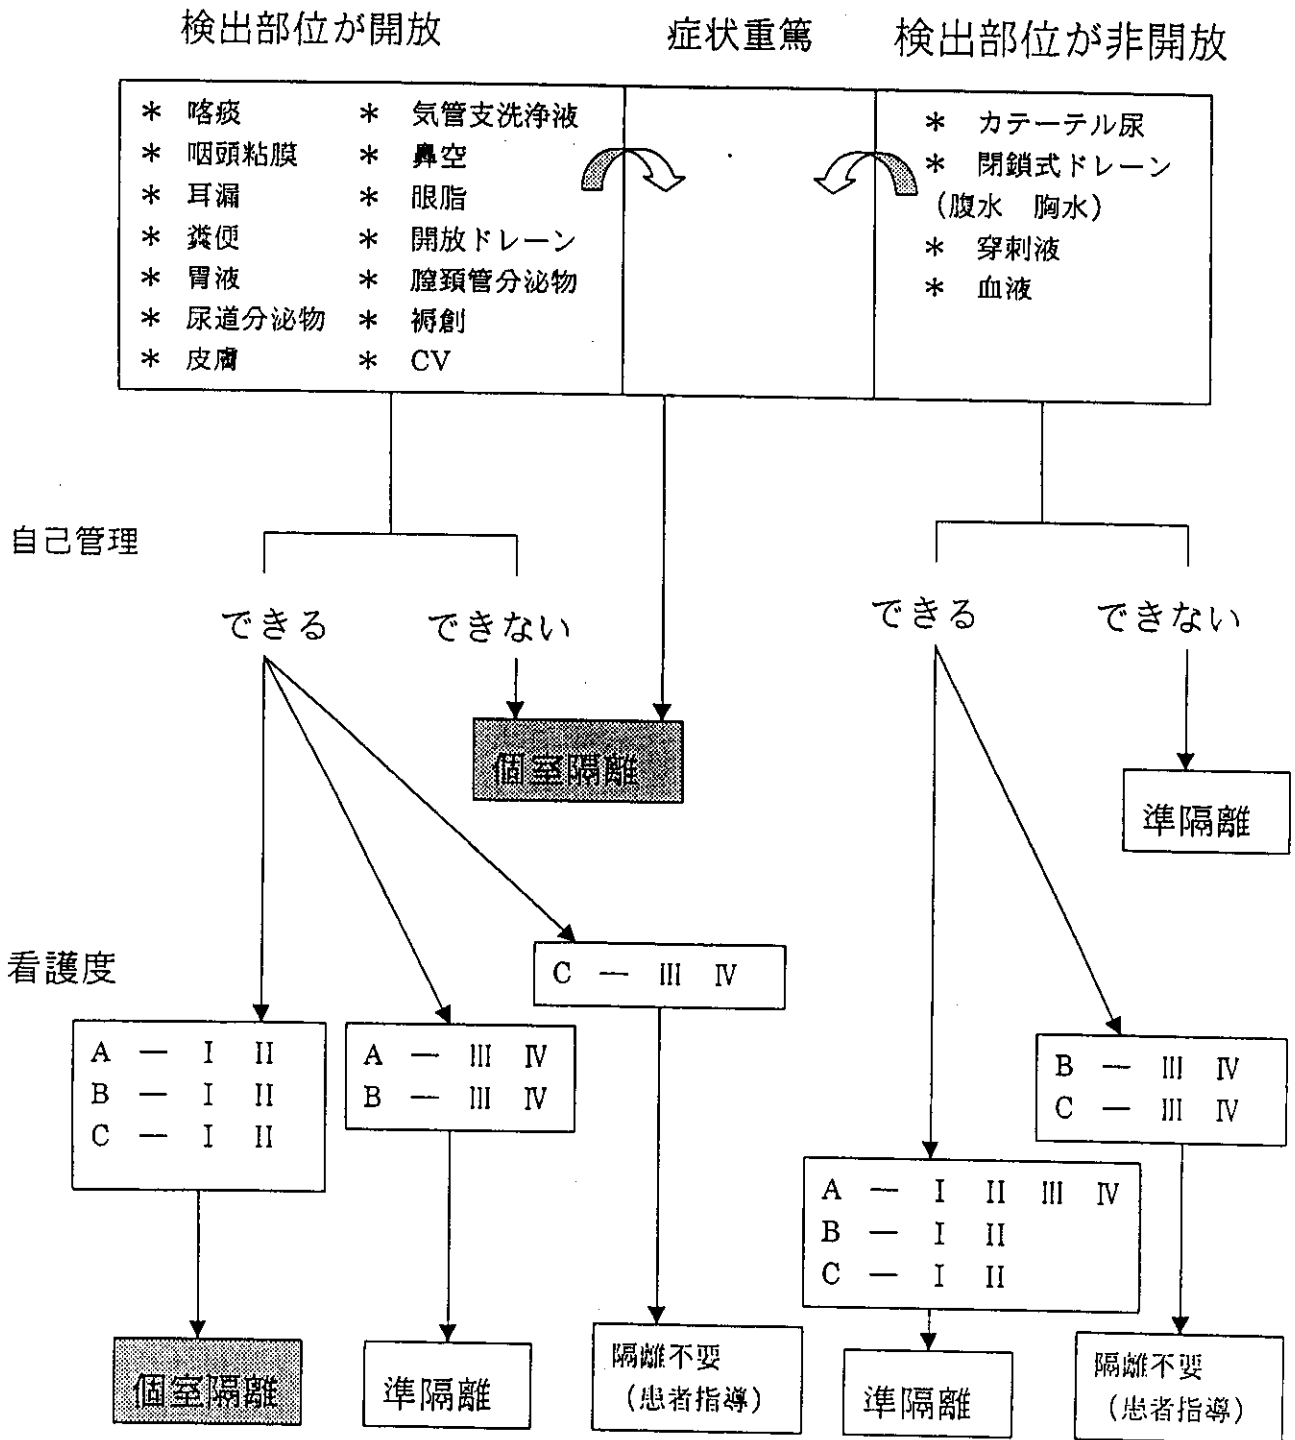 検出部位が開放 症状重篤 検出部位が非開放
* 喀痰 * 気管支洗浄液
* 咽頭粘膜 * 鼻空
* 耳漏 * 眼脂
* 糞便 * 開放ドレーン
* 胃液 * 膣頚管分泌物
* 尿道分泌物 * 褥創
* 皮膚 * CV
* カテーテル尿
* 閉鎖式ドレーン
(腹水 胸水)
* 穿刺液
* 血液
自己管理
できる できない できる できない
個室隔離
準隔離
看護度
C — III IV
A — I II
B — I II
C — I II
A — III IV
B — III IV
B — III IV
C — III IV
A — I II III IV
B — I II
C — I II
個室隔離
準隔離
隔離不要
(患者指導)
準隔離
隔離不要
(患者指導)